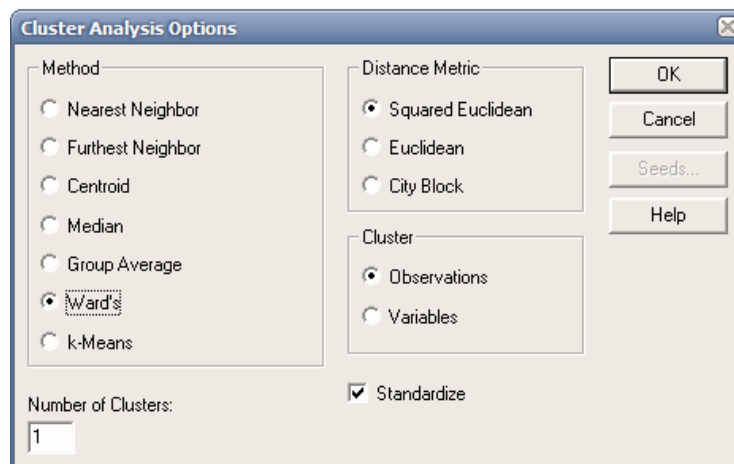 Cluster Analysis Options
Method
Nearest Neighbor
Furthest Neighbor
Centroid
Median
Group Average
Ward's
k-Means
Number of Clusters:
1
Distance Metric
Squared Euclidean
Euclidean
City Block
Cluster
Observations
Variables
Standardize
OK
Cancel
Seeds...
Help